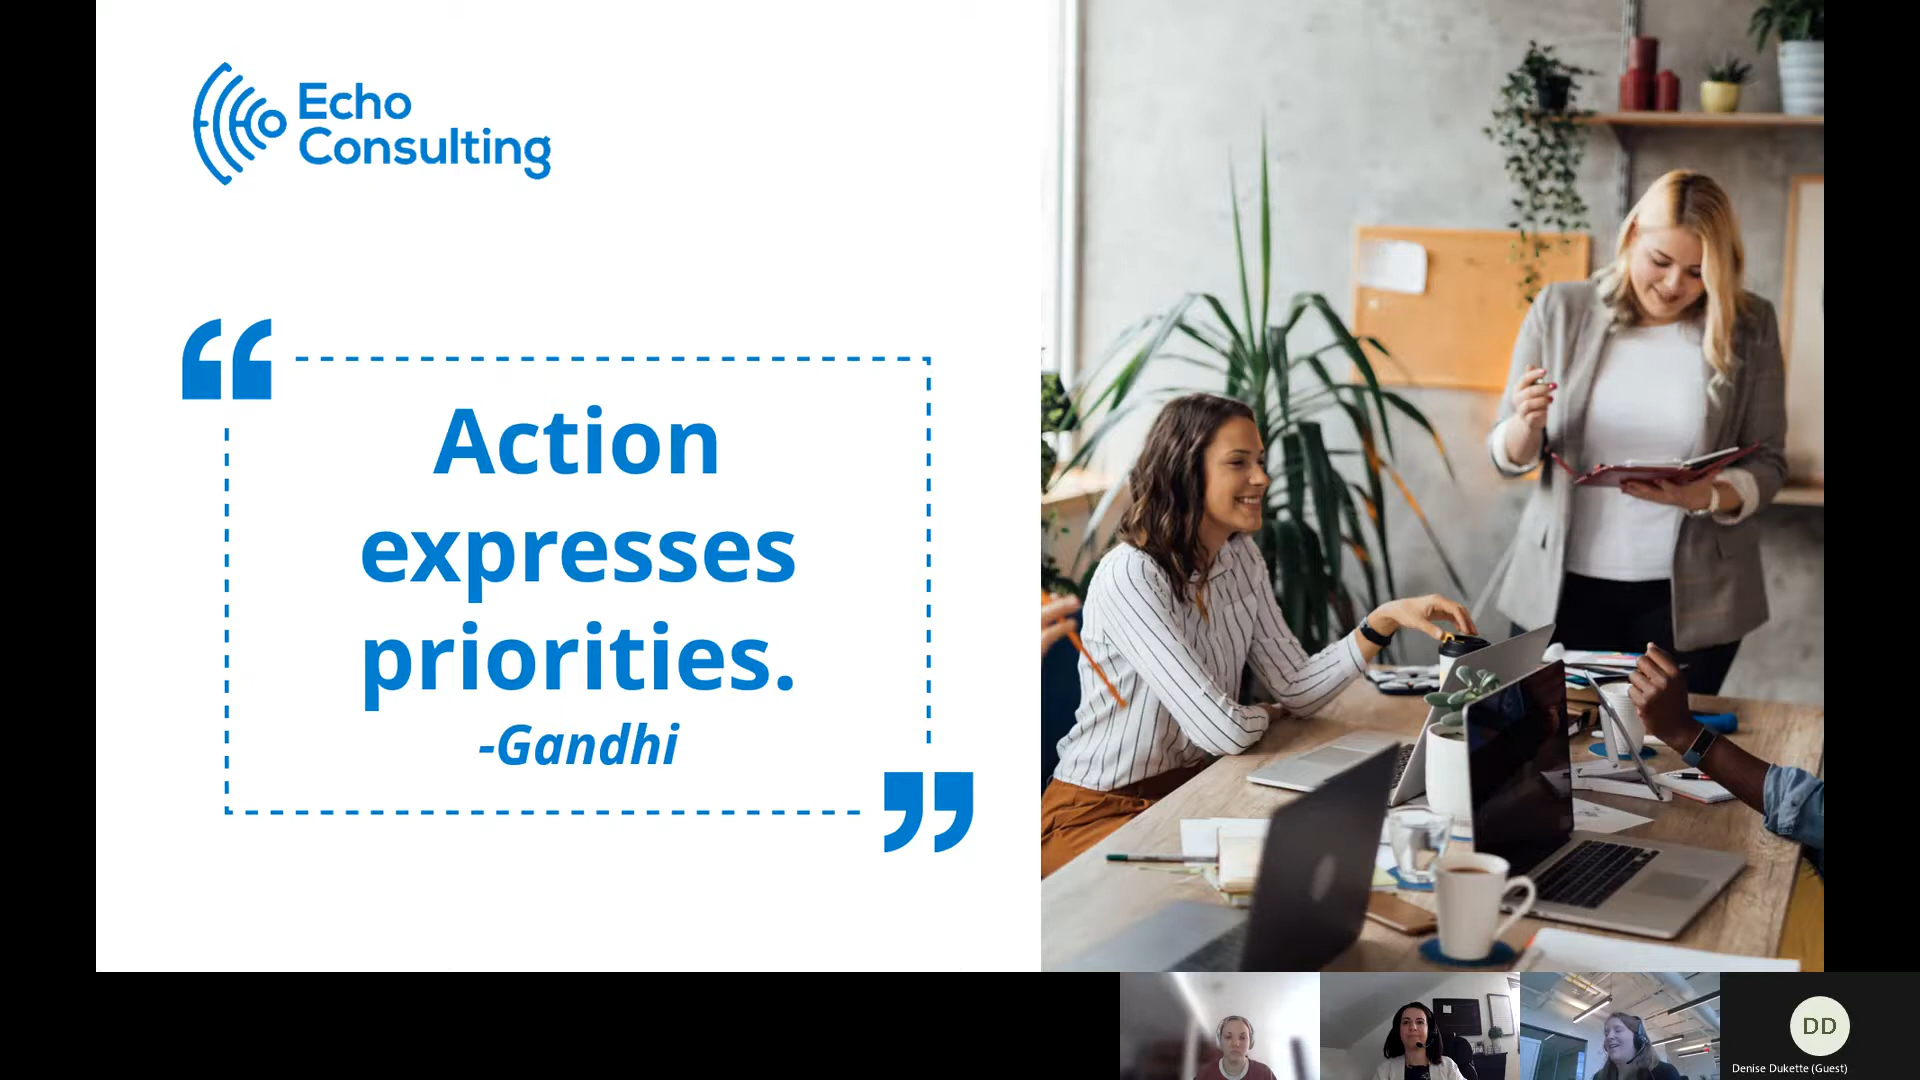 Echo
Consulting
“
Action
expresses
priorities.
-Gandhi
”
DD
Denise Dukette (Guest)